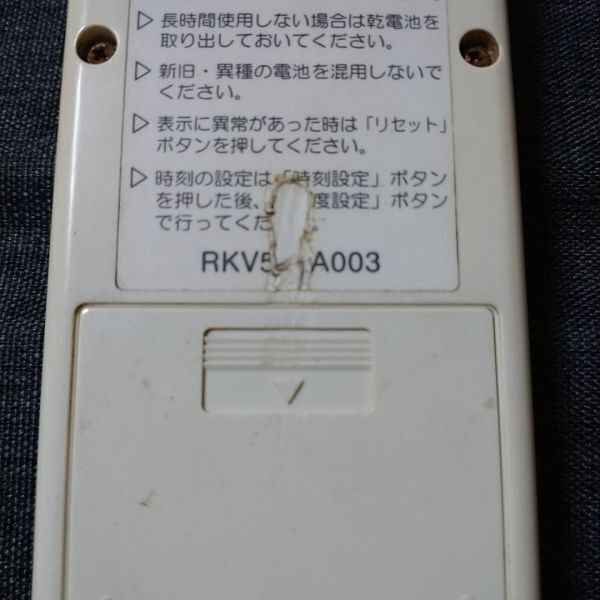 ▷ 長時間使用しない場合は乾電池を
取り出しておいてください。
▷ 新旧・異種の電池を混用しないで
ください。
▷ 表示に異常があった時は「リセット」
ボタンを押してください。
▷ 時刻の設定は「時刻設定」ボタン
を押した後、 度設定」ボタン
で行ってくだ 。
RKV5 A003